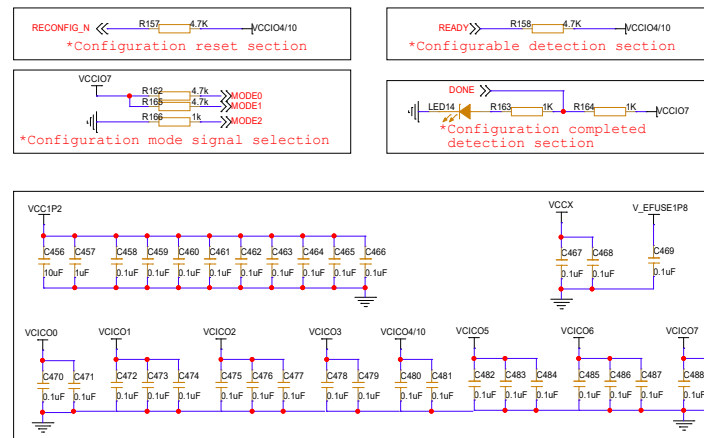 RECONFIG_N R157 4.7K VCCIO4/10
*Configuration reset section
READY R158 4.7K VCCIO4/10
*Configurable detection section
VCCIO7
R162 4.7k MODE0
R165 4.7k MODE1
R166 1k MODE2
*Configuration mode signal selection
DONE
LED14 R163 1K R164 1K VCCIO7
*Configuration completed
detection section
VCC1P2 VCCX V_EFUSE1P8
C456 C457 C458 C459 C460 C461 C462 C463 C464 C465 C466 C467 C468 C469
10uF 1uF 0.1uF 0.1uF 0.1uF 0.1uF 0.1uF 0.1uF 0.1uF 0.1uF 0.1uF 0.1uF 0.1uF 0.1uF
VCICO0 VCICO1 VCICO2 VCICO3 VCICO4/10 VCICO5 VCICO6 VCICO7
C470 C471 C472 C473 C474 C475 C476 C477 C478 C479 C480 C481 C482 C483 C484 C485 C486 C487 C488
0.1uF 0.1uF 0.1uF 0.1uF 0.1uF 0.1uF 0.1uF 0.1uF 0.1uF 0.1uF 0.1uF 0.1uF 0.1uF 0.1uF 0.1uF 0.1uF 0.1uF 0.1uF 0.1uF